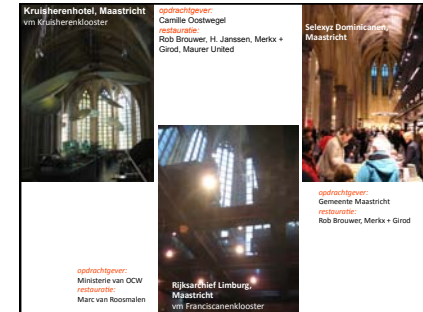 Kruisherenhotel, Maastricht
vm Kruisherenklooster
opdrachtgever:
Camille Oostwegel
restauratie:
Rob Brouwer, H. Janssen, Merkx +
Girod, Maurer United
Selexyz Dominicanen,
Maastricht
opdrachtgever:
Gemeente Maastricht
restauratie:
Rob Brouwer, Merkx + Girod
opdrachtgever:
Ministerie van OCW
restauratie:
Marc van Roosmalen
Rijksarchief Limburg,
Maastricht
vm Franciscanenklooster